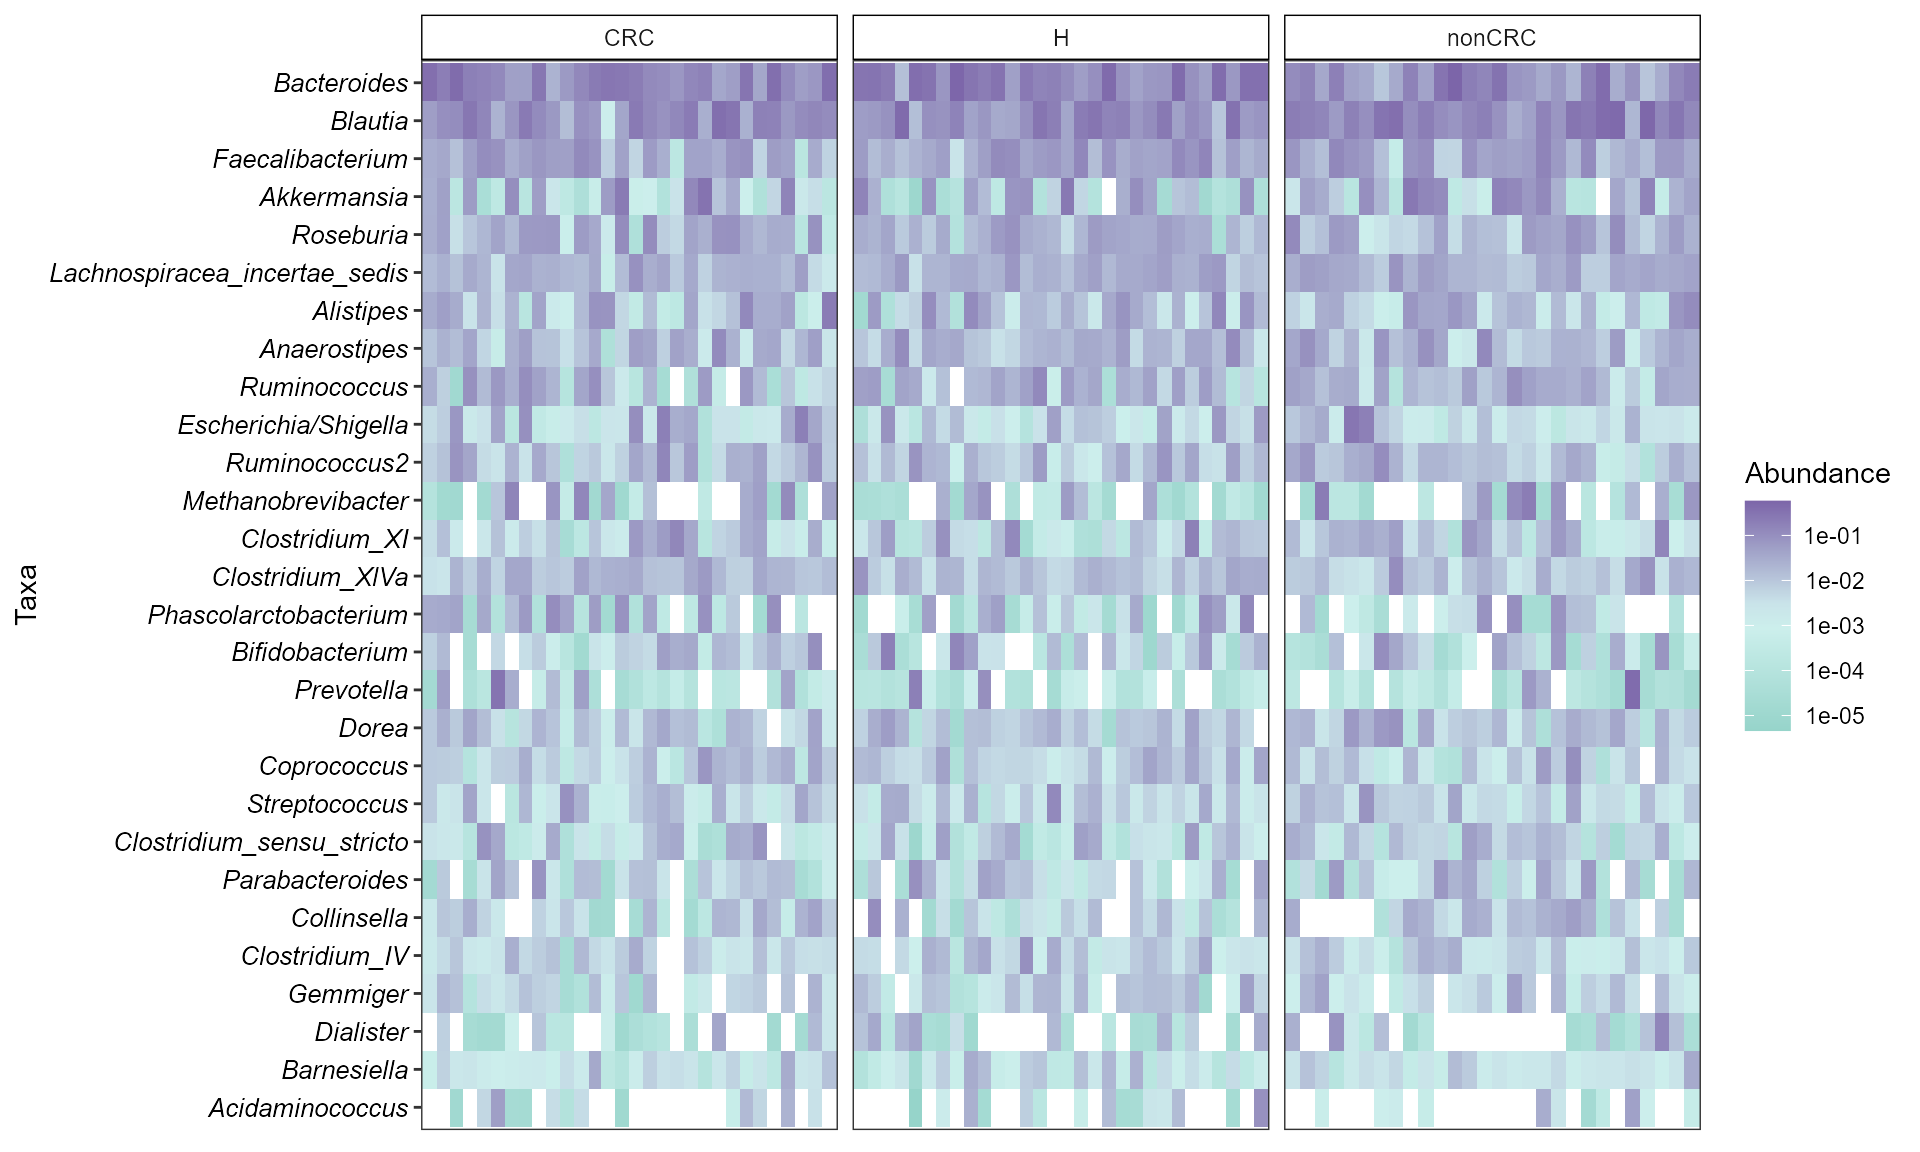 CRC
H
nonCRC
Bacteroides
Blautia
Faecalibacterium
Akkermansia
Roseburia
Lachnospiracea_incertae_sedis
Alistipes
Anaerostipes
Ruminococcus
Escherichia/Shigella
Ruminococcus2
Methanobrevibacter
Clostridium_XI
Clostridium_XIVa
Phascolarctobacterium
Bifidobacterium
Prevotella
Dorea
Coprococcus
Streptococcus
Clostridium_sensu_stricto
Parabacteroides
Collinsella
Clostridium_IV
Gemmiger
Dialister
Barnesiella
Acidaminococcus
Taxa
Abundance
1e-01
1e-02
1e-03
1e-04
1e-05